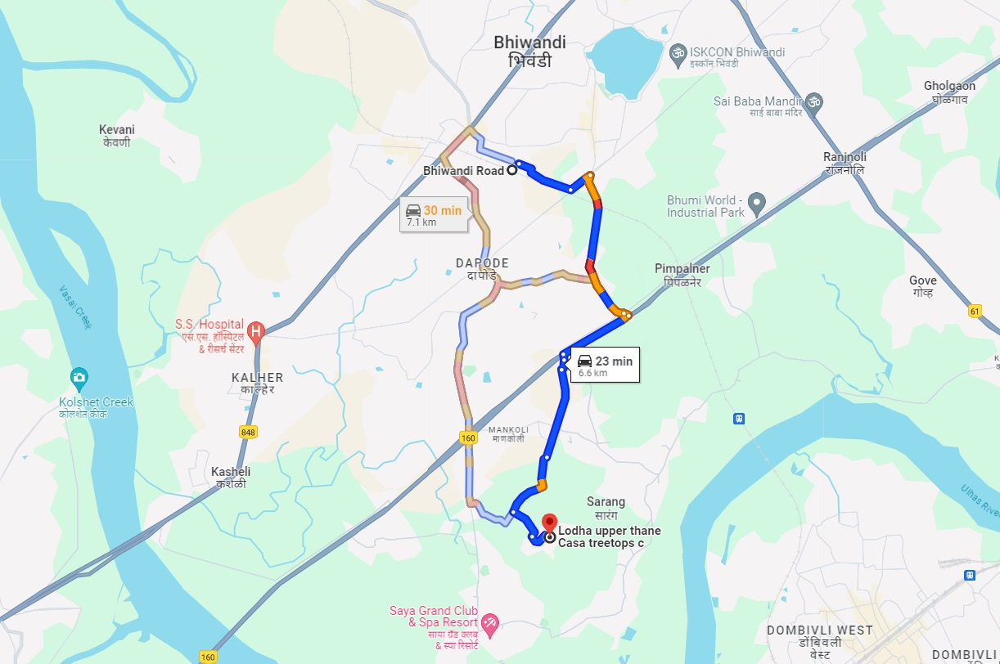 Bhiwandi
भिवंडी
ISKCON Bhiwandi
इस्कॉन भिवंडी
Gholgaon
घोळगाव
Sai Baba Mandir
साई बाबा मंदिर
Kevani
केवणी
Ranjnoli
रांजनोलि
Bhiwandi Road
Bhumi World -
Industrial Park
30 min
7.1 km
DAPODE
दापोडे
Pimpalner
पिंपळनेर
Gove
गोव्ह
Vasai Creek
61
S.S. Hospital
एस.एस. हॉस्पिटल
& रीसर्च सेंटर
23 min
6.6 km
KALHER
काल्हेर
Kolshet Creek
कोलशेत क्रीक
848
160
MANKOLI
माणकोली
Kasheli
कशेळी
Sarang
सारंग
Ulhas River
Lodha upper thane
Casa treetops c
Saya Grand Club
& Spa Resort
साया ग्रँड क्लब
& स्पा रिसोर्ट
DOMBIVLI WEST
डोंबिवली
वेस्ट
160
DOMBIVLI